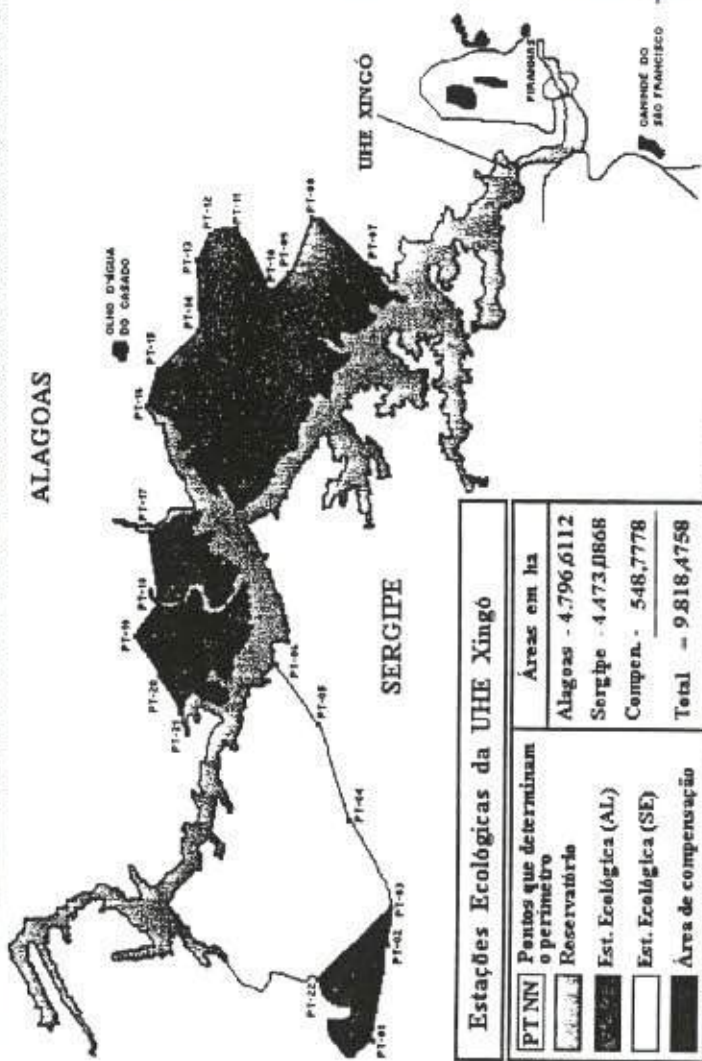 ALAGOAS
OLHO D'ÁGUA
DO CASADO
PT-16
PT-15
PT-14
PT-13
PT-12
PT-11
PT-10
PT-09
PT-08
PT-07
UHE XINGÓ
PIRANHAS
CANINDÉ DO
SÃO FRANCISCO
PT-17
PT-18
PT-19
PT-20
PT-21
SERGIPE
PT-06
PT-05
PT-04
PT-03
PT-02
PT-22
PT-01
Estações Ecológicas da UHE Xingó
PT NN
Pontos que determinam
o perímetro
Reservatório
Est. Ecológica (AL)
Est. Ecológica (SE)
Área de compensação
Áreas em ha
Alagoas - 4.796,6112
Sergipe - 4.473,0868
Compen. - 548,7778
Total = 9.818,4758